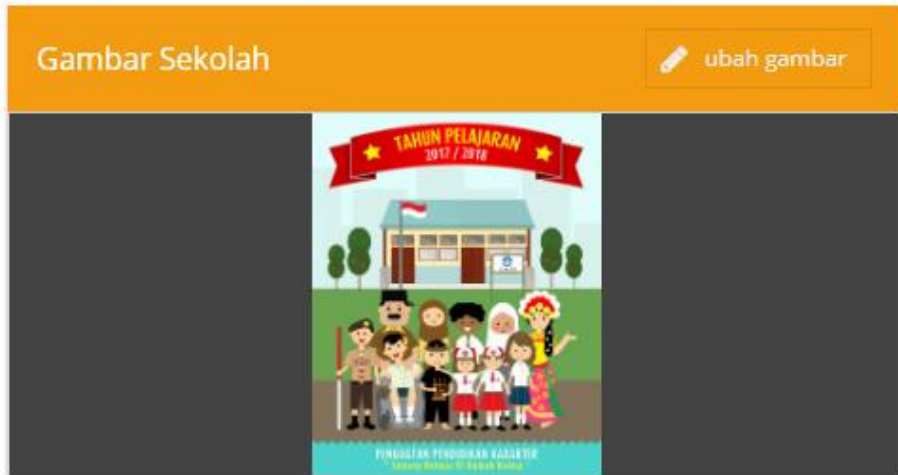 Gambar Sekolah
ubah gambar
TAHUN PELAJARAN
2017 / 2018
PENGUATAN PENDIDIKAN KARAKTER